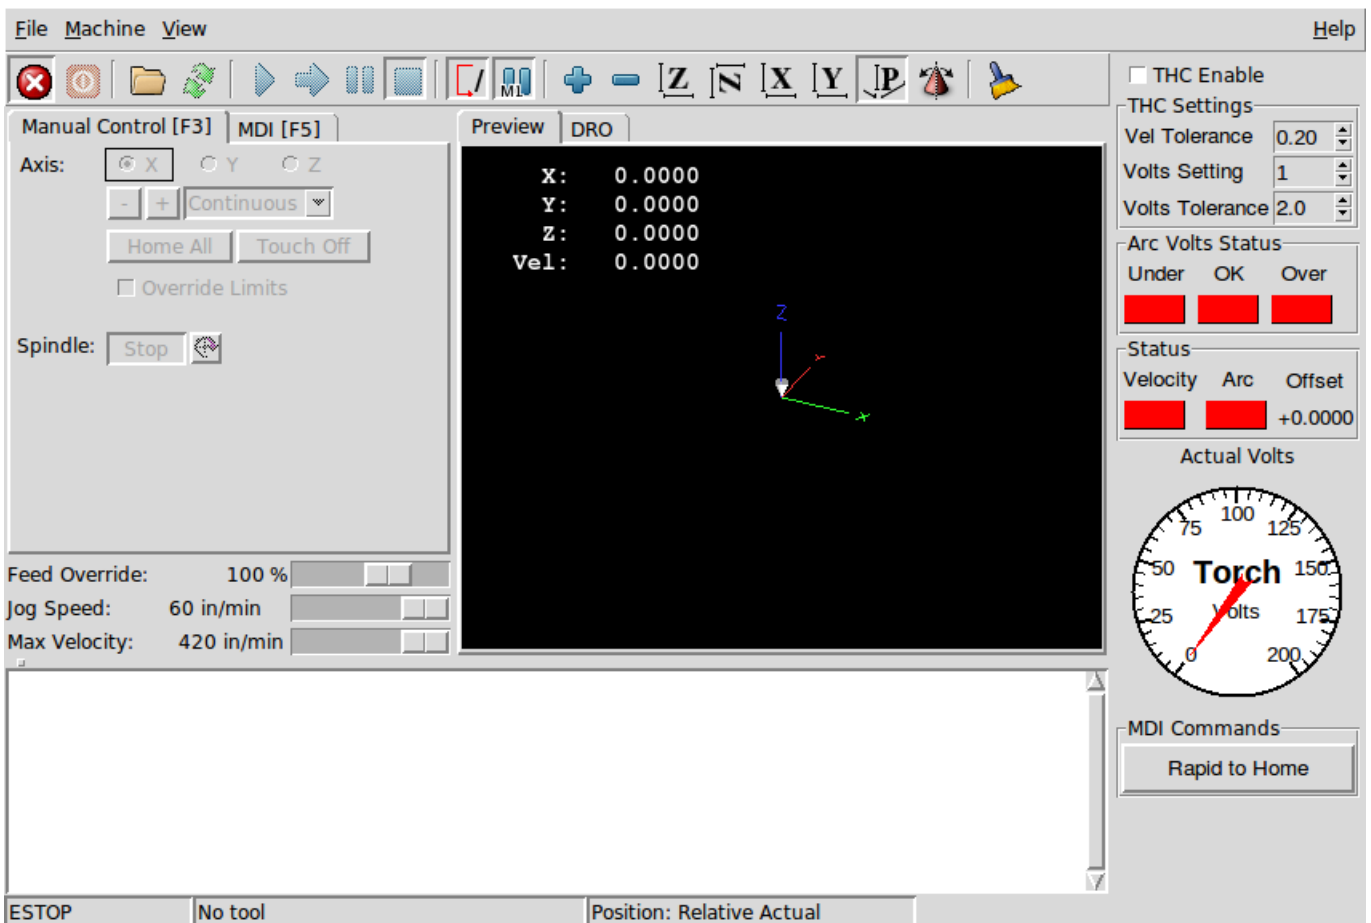 File Machine View Help
M1 Z N X Y P
THC Enable
THC Settings
Vel Tolerance 0.20
Volts Setting 1
Volts Tolerance 2.0
Arc Volts Status
Under OK Over
Status
Velocity Arc Offset
+0.0000
Actual Volts
0 25 50 75 100 125 150 175 200
Torch
Volts
MDI Commands
Rapid to Home
Manual Control [F3] MDI [F5]
Axis: X Y Z
- + Continuous
Home All Touch Off
Override Limits
Spindle: Stop
Feed Override: 100 %
Jog Speed: 60 in/min
Max Velocity: 420 in/min
Preview DRO
X: 0.0000
Y: 0.0000
Z: 0.0000
Vel: 0.0000
Z
Y
X
ESTOP No tool Position: Relative Actual